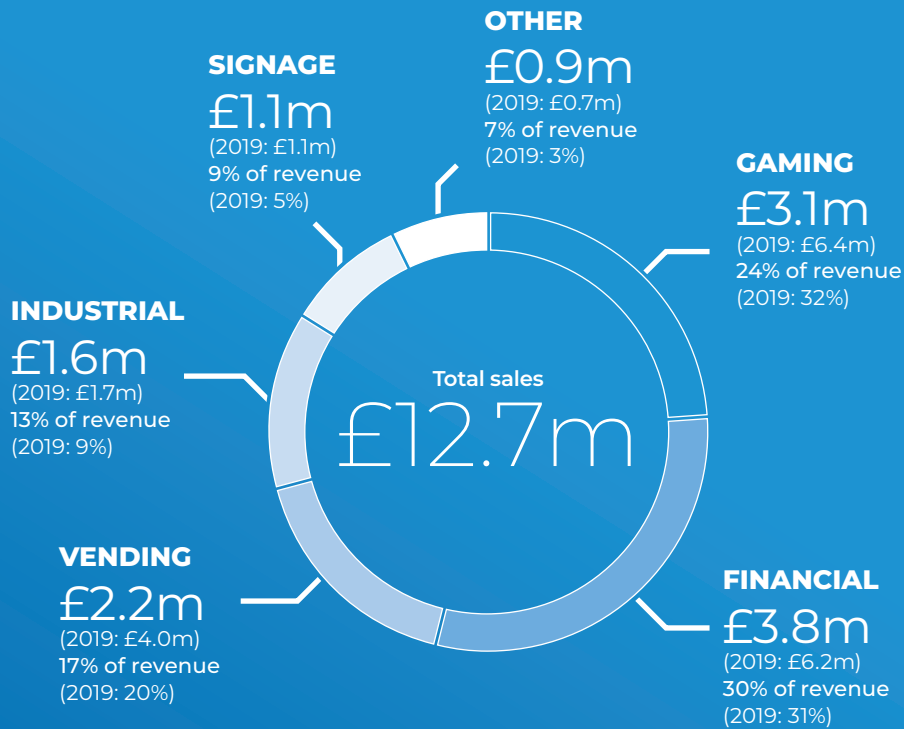 OTHER
£0.9m
(2019: £0.7m)
7% of revenue
(2019: 3%)
SIGNAGE
£1.1m
(2019: £1.1m)
9% of revenue
(2019: 5%)
GAMING
£3.1m
(2019: £6.4m)
24% of revenue
(2019: 32%)
INDUSTRIAL
£1.6m
(2019: £1.7m)
13% of revenue
(2019: 9%)
Total sales
£12.7m
VENDING
£2.2m
(2019: £4.0m)
17% of revenue
(2019: 20%)
FINANCIAL
£3.8m
(2019: £6.2m)
30% of revenue
(2019: 31%)